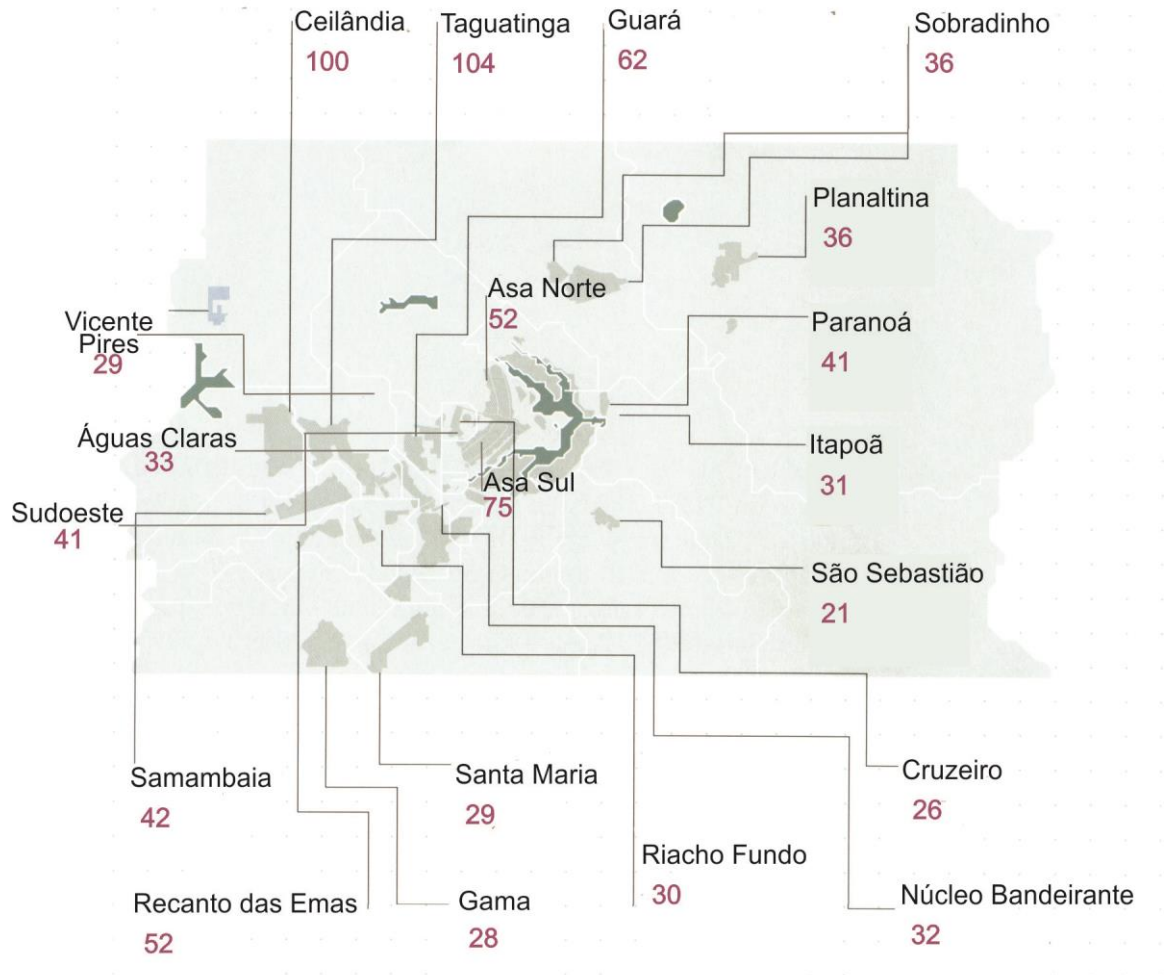 Ceilândia
100
Taguatinga
104
Guará
62
Sobradinho
36
Planaltina
36
Asa Norte
52
Vicente
Pires
29
Paranoá
41
Águas Claras
33
Itapoã
31
Asa Sul
75
Sudoeste
41
São Sebastião
21
Samambaia
42
Santa Maria
29
Cruzeiro
26
Riacho Fundo
30
Recanto das Emas
52
Gama
28
Núcleo Bandeirante
32